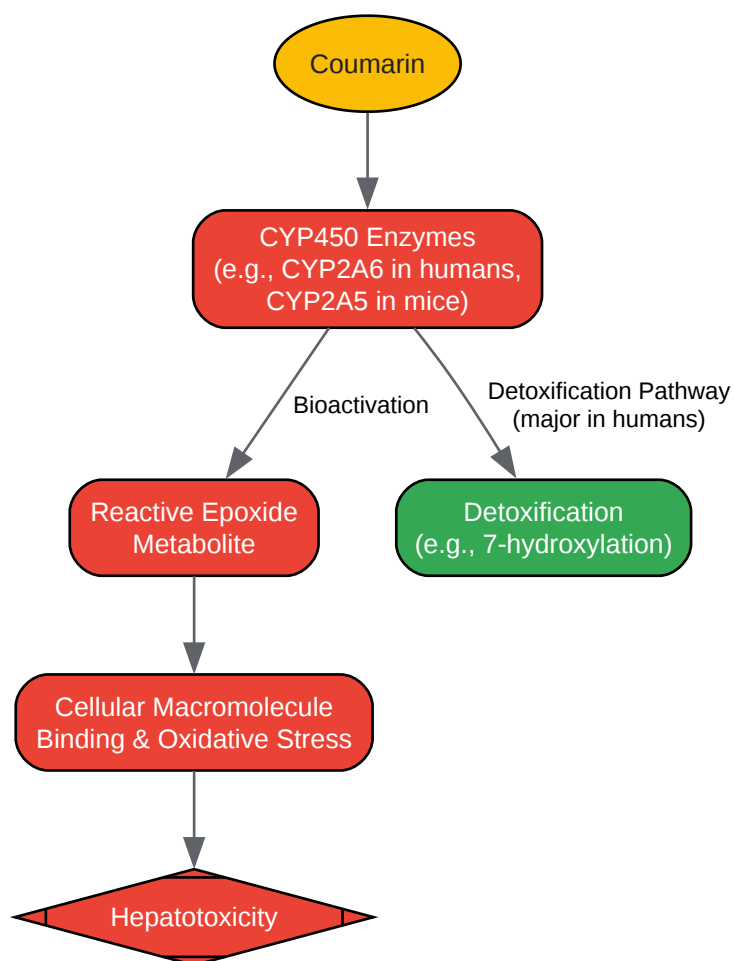 Coumarin
CYP450 Enzymes
(e.g., CYP2A6 in humans,
CYP2A5 in mice)
Bioactivation
Detoxification Pathway
(major in humans)
Reactive Epoxide
Metabolite
Detoxification
(e.g., 7-hydroxylation)
Cellular Macromolecule
Binding & Oxidative Stress
Hepatotoxicity